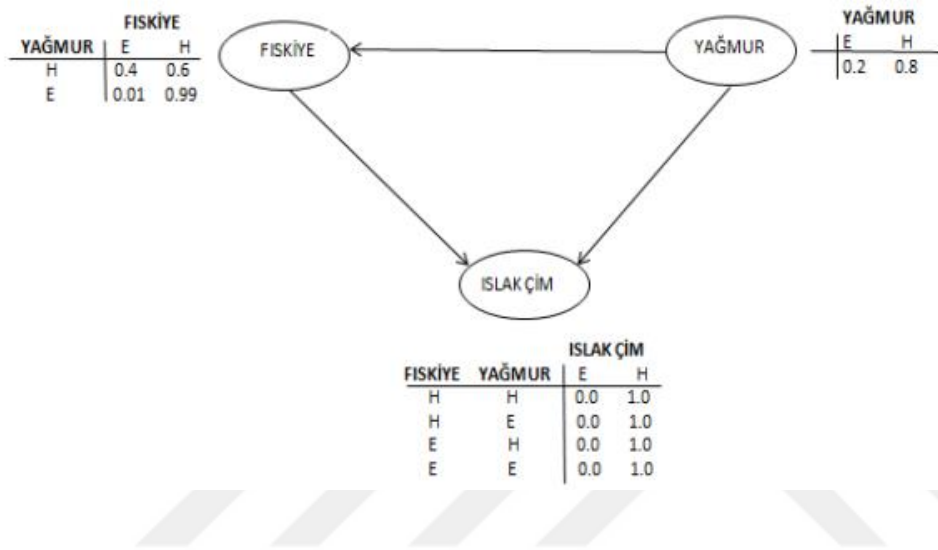 FISKİYE
YAĞMUR E H
H 0.4 0.6
E 0.01 0.99
FISKİYE
YAĞMUR
YAĞMUR
E H
0.2 0.8
ISLAK ÇİM
ISLAK ÇİM
FISKİYE YAĞMUR E H
H H 0.0 1.0
H E 0.0 1.0
E H 0.0 1.0
E E 0.0 1.0